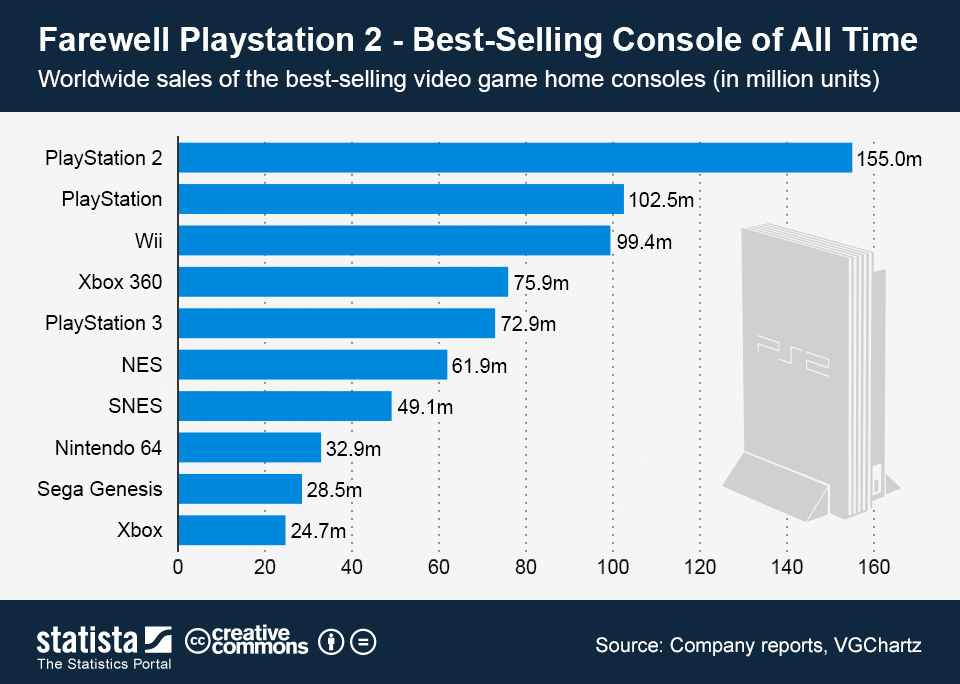 Farewell Playstation 2 - Best-Selling Console of All Time
Worldwide sales of the best-selling video game home consoles (in million units)
PlayStation 2 155.0m
PlayStation 102.5m
Wii 99.4m
Xbox 360 75.9m
PlayStation 3 72.9m
NES 61.9m
SNES 49.1m
Nintendo 64 32.9m
Sega Genesis 28.5m
Xbox 24.7m
0 20 40 60 80 100 120 140 160
PS2
statista
The Statistics Portal
cc creative commons
Source: Company reports, VGChartz